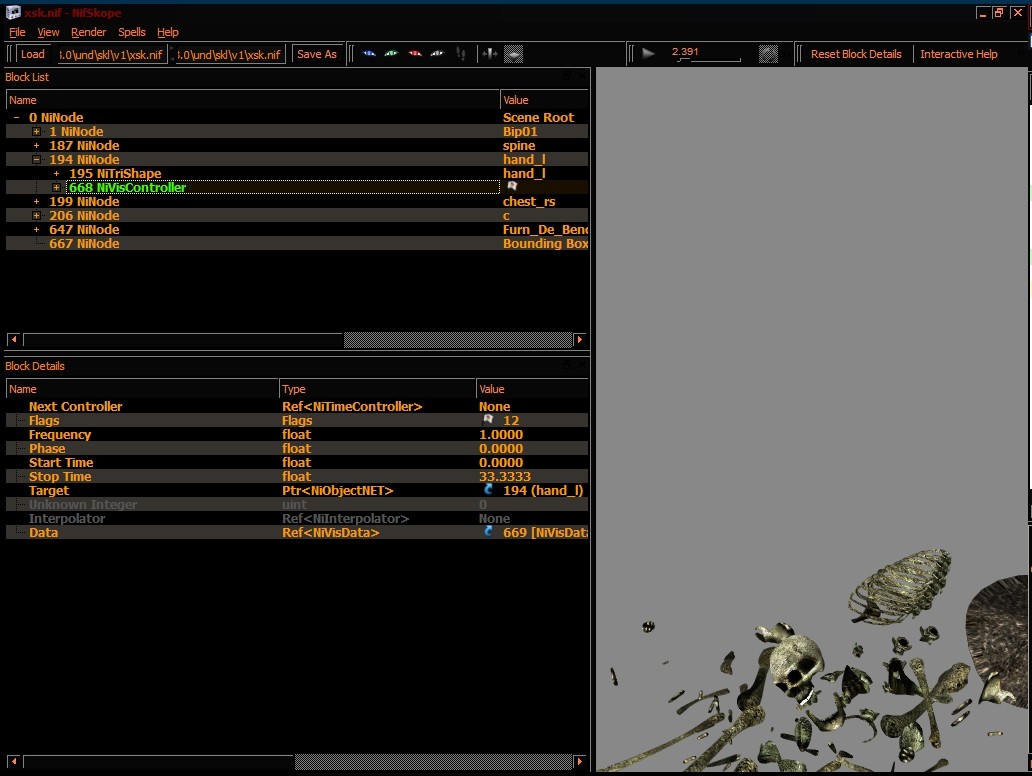 xsk.nif - NifSkope
File View Render Spells Help
Load ι.0\und\skl\v1\xsk.nif ι.0\und\skl\v1\xsk.nif Save As 2.391 Reset Block Details Interactive Help
Block List
Name Value
0 NiNode Scene Root
1 NiNode Bip01
187 NiNode spine
194 NiNode hand_l
195 NiTriShape hand_l
668 NiVisController
199 NiNode chest_rs
206 NiNode c
647 NiNode Furn_De_Ben
667 NiNode Bounding Box
Block Details
Name Type Value
Next Controller Ref<NiTimeController> None
Flags Flags 12
Frequency float 1.0000
Phase float 0.0000
Start Time float 0.0000
Stop Time float 33.3333
Target Ptr<NiObjectNET> 194 (hand_l)
Unknown Integer uint 0
Interpolator Ref<NiInterpolator> None
Data Ref<NiVisData> 669 [NiVisData